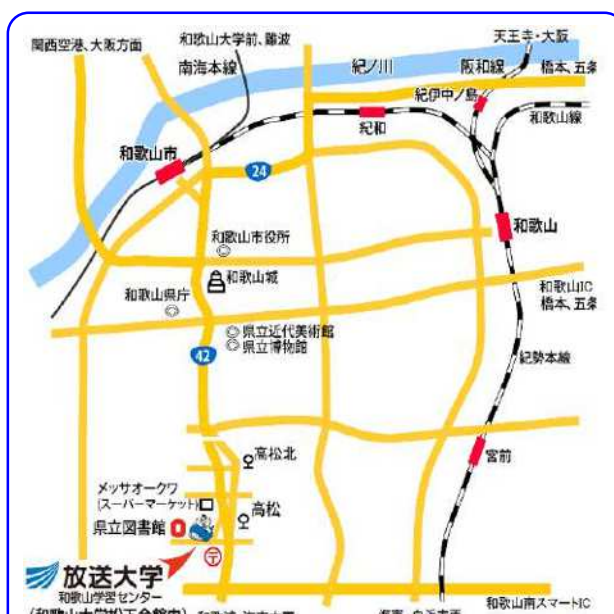 天王寺・大阪
関西空港、大阪方面
和歌山大学前、難波
南海本線
紀ノ川
阪和線
橋本、五条
紀伊中ノ島
和歌山線
紀和
和歌山市
24
和歌山市役所
和歌山
和歌山城
和歌山県庁
和歌山IC
橋本、五条
県立近代美術館
県立博物館
42
紀勢本線
高松北
宮前
メッサオークワ
(スーパーマーケット)
高松
県立図書館
〒
放送大学
和歌山学習センター
和歌山南スマートIC